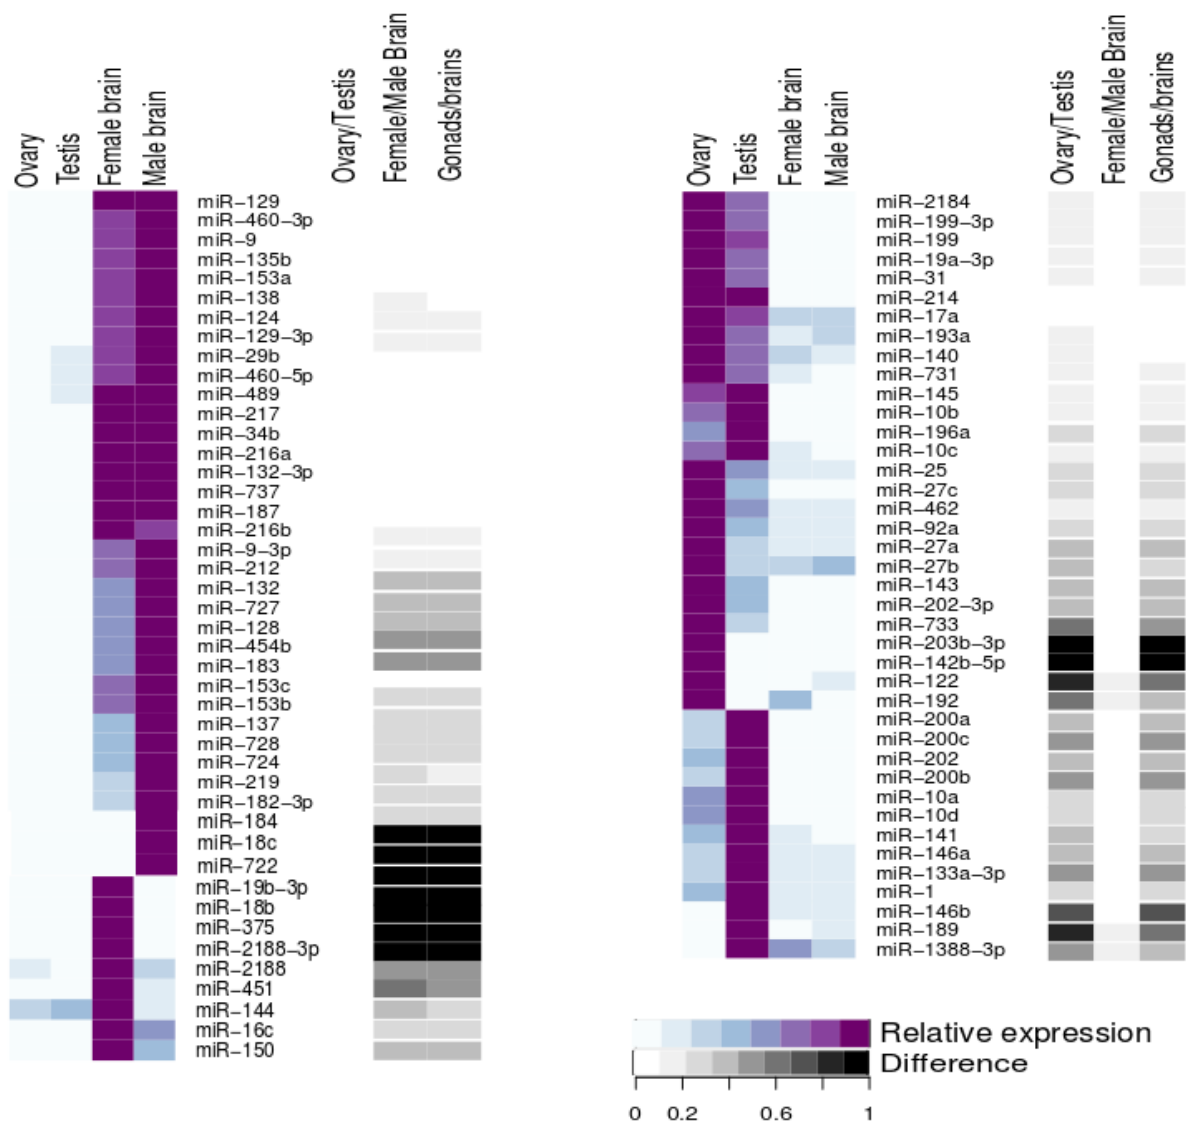 Ovary
Testis
Female brain
Male brain
Ovary/Testis
Female/Male Brain
Gonads/brains
miR−129
miR−460−3p
miR−9
miR−135b
miR−153a
miR−138
miR−124
miR−129−3p
miR−29b
miR−460−5p
miR−489
miR−217
miR−34b
miR−216a
miR−132−3p
miR−737
miR−187
miR−216b
miR−9−3p
miR−212
miR−132
miR−727
miR−128
miR−454b
miR−183
miR−153c
miR−153b
miR−137
miR−728
miR−724
miR−219
miR−182−3p
miR−184
miR−18c
miR−722
miR−19b−3p
miR−18b
miR−375
miR−2188−3p
miR−2188
miR−451
miR−144
miR−16c
miR−150
Ovary
Testis
Female brain
Male brain
Ovary/Testis
Female/Male Brain
Gonads/brains
miR−2184
miR−199−3p
miR−199
miR−19a−3p
miR−31
miR−214
miR−17a
miR−193a
miR−140
miR−731
miR−145
miR−10b
miR−196a
miR−10c
miR−25
miR−27c
miR−462
miR−92a
miR−27a
miR−27b
miR−143
miR−202−3p
miR−733
miR−203b−3p
miR−142b−5p
miR−122
miR−192
miR−200a
miR−200c
miR−202
miR−200b
miR−10a
miR−10d
miR−141
miR−146a
miR−133a−3p
miR−1
miR−146b
miR−189
miR−1388−3p
Relative expression
Difference
0 0.2 0.6 1